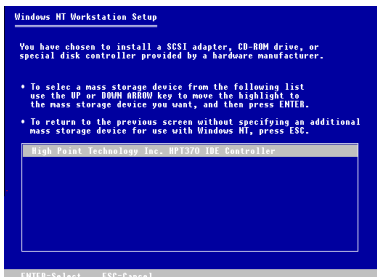 Windows NT Workstation Setup
You have chosen to install a SCSI adapter, CD-ROM drive, or
special disk controller provided by a hardware manufacturer.
• To selec a mass storage device from the following list
use the UP or DOWN ARROW key to move the highlight to
the mass storage device you want, and then press ENTER.
• To return to the previous screen without specifying an additional
mass storage device for use with Windows NT, press ESC.
High Point Technology Inc. HPT370 IDE Controller
ENTER=Select ESC=Cancel